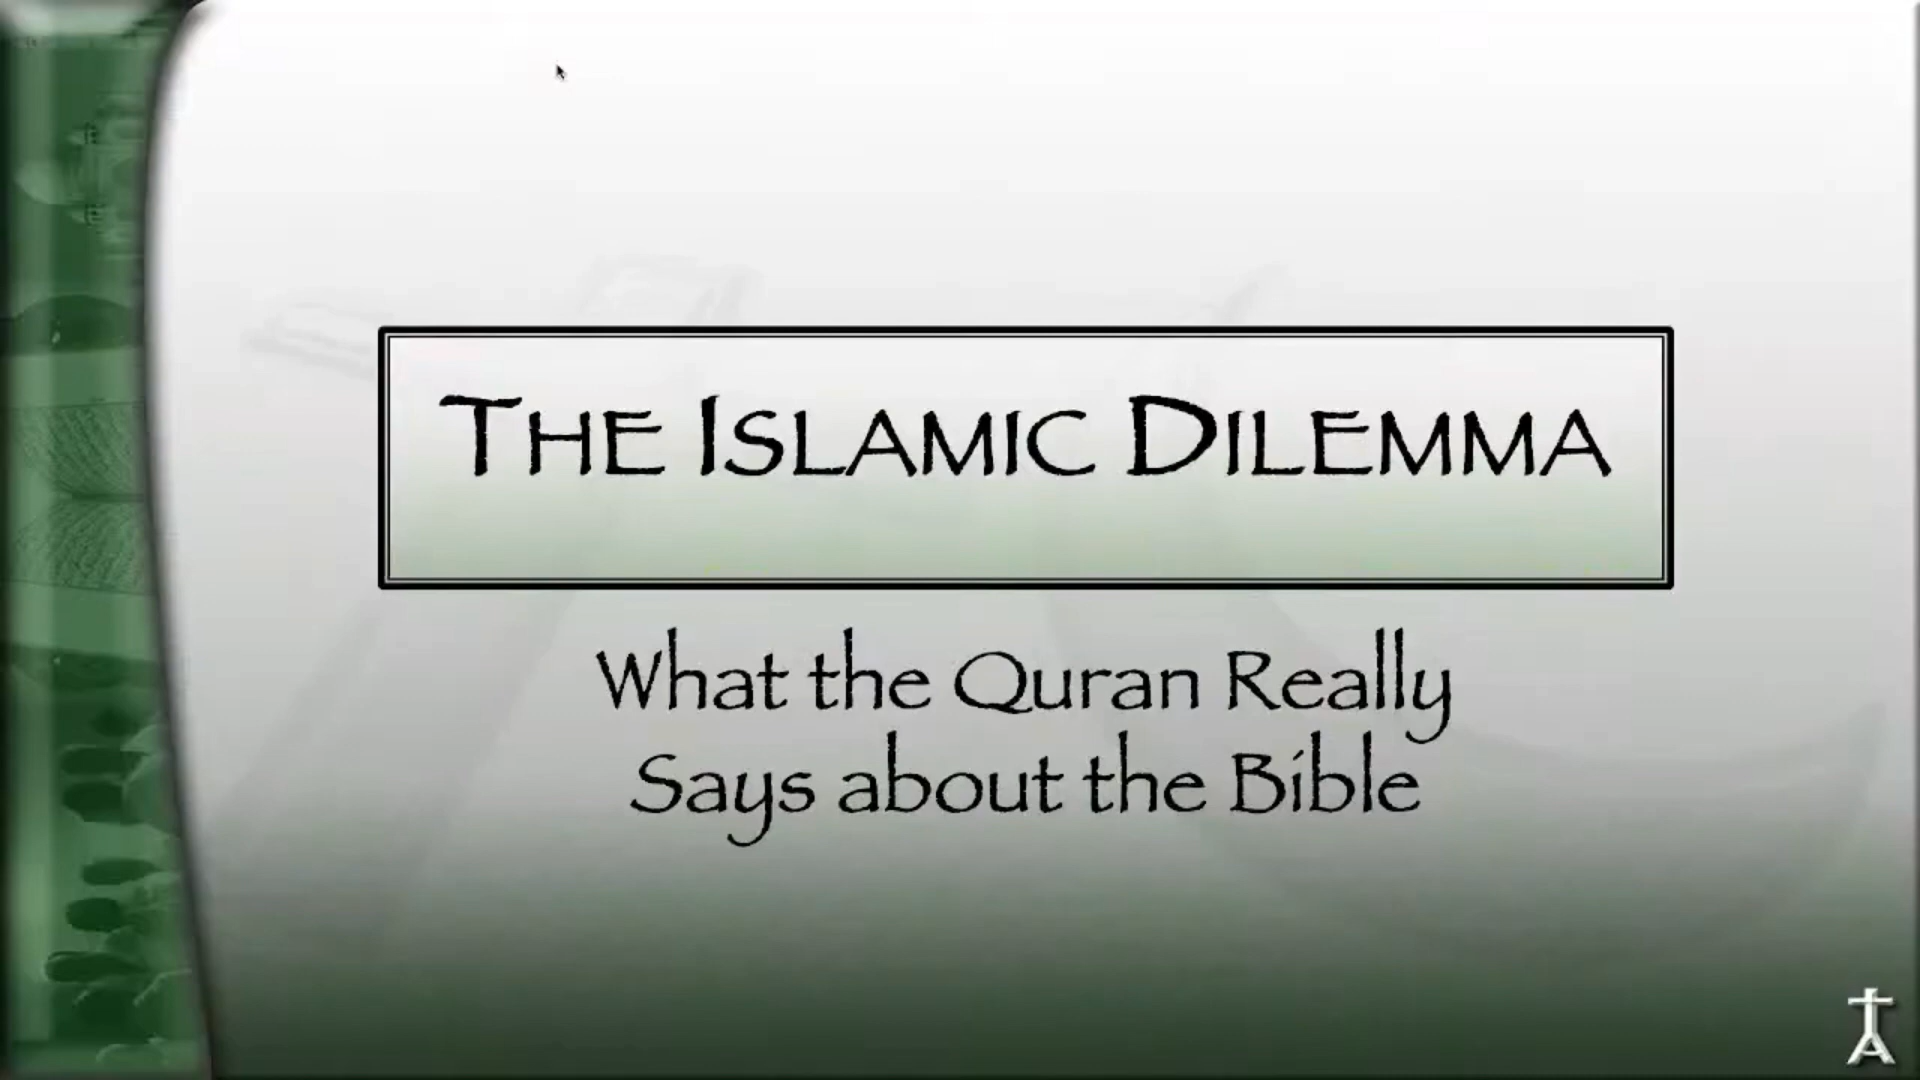 THE ISLAMIC DILEMMA
What the Quran Really
Says about the Bible